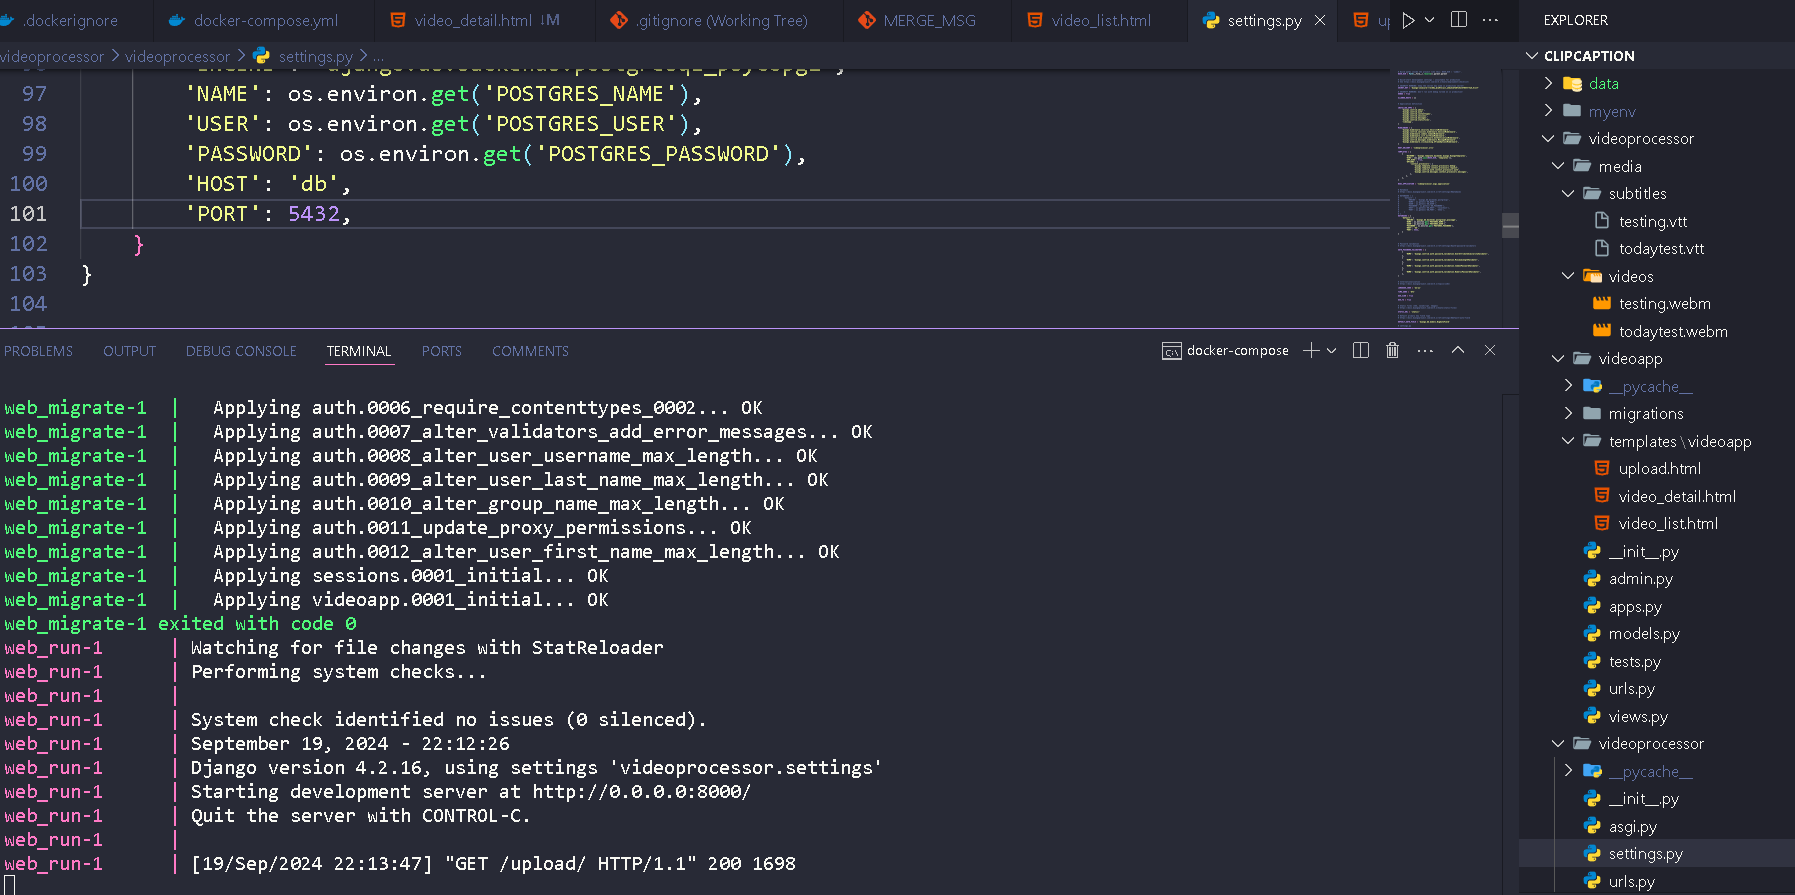 .dockerignore
docker-compose.yml
video_detail.html ↓M
.gitignore (Working Tree)
MERGE_MSG
video_list.html
settings.py
videoprocessor > videoprocessor > settings.py > ...
97 'NAME': os.environ.get('POSTGRES_NAME'),
98 'USER': os.environ.get('POSTGRES_USER'),
99 'PASSWORD': os.environ.get('POSTGRES_PASSWORD'),
100 'HOST': 'db',
101 'PORT': 5432,
102 }
103 }
104
PROBLEMS OUTPUT DEBUG CONSOLE TERMINAL PORTS COMMENTS
docker-compose
web_migrate-1 | Applying auth.0006_require_contenttypes_0002... OK
web_migrate-1 | Applying auth.0007_alter_validators_add_error_messages... OK
web_migrate-1 | Applying auth.0008_alter_user_username_max_length... OK
web_migrate-1 | Applying auth.0009_alter_user_last_name_max_length... OK
web_migrate-1 | Applying auth.0010_alter_group_name_max_length... OK
web_migrate-1 | Applying auth.0011_update_proxy_permissions... OK
web_migrate-1 | Applying auth.0012_alter_user_first_name_max_length... OK
web_migrate-1 | Applying sessions.0001_initial... OK
web_migrate-1 | Applying videoapp.0001_initial... OK
web_migrate-1 exited with code 0
web_run-1 | Watching for file changes with StatReloader
web_run-1 | Performing system checks...
web_run-1 |
web_run-1 | System check identified no issues (0 silenced).
web_run-1 | September 19, 2024 - 22:12:26
web_run-1 | Django version 4.2.16, using settings 'videoprocessor.settings'
web_run-1 | Starting development server at http://0.0.0.0:8000/
web_run-1 | Quit the server with CONTROL-C.
web_run-1 |
web_run-1 | [19/Sep/2024 22:13:47] "GET /upload/ HTTP/1.1" 200 1698
EXPLORER
CLIPCAPTION
data
myenv
videoprocessor
media
subtitles
testing.vtt
todaytest.vtt
videos
testing.webm
todaytest.webm
videoapp
__pycache__
migrations
templates\videoapp
upload.html
video_detail.html
video_list.html
__init__.py
admin.py
apps.py
models.py
tests.py
urls.py
views.py
videoprocessor
__pycache__
__init__.py
asgi.py
settings.py
urls.py